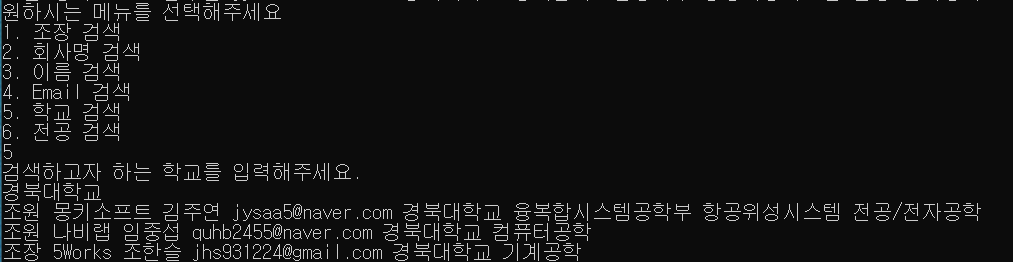 원하시는 메뉴를 선택해주세요
1. 조장 검색
2. 회사명 검색
3. 이름 검색
4. Email 검색
5. 학교 검색
6. 전공 검색
5
검색하고자 하는 학교를 입력해주세요.
경북대학교
조원 몽키소프트 김주연 jysaa5@naver.com 경북대학교 융복합시스템공학부 항공위성시스템 전공/전자공학
조원 나비랩 임중섭 quhb2455@naver.com 경북대학교 컴퓨터공학
조장 5Works 조한슬 jhs931224@gmail.com 경북대학교 기계공학